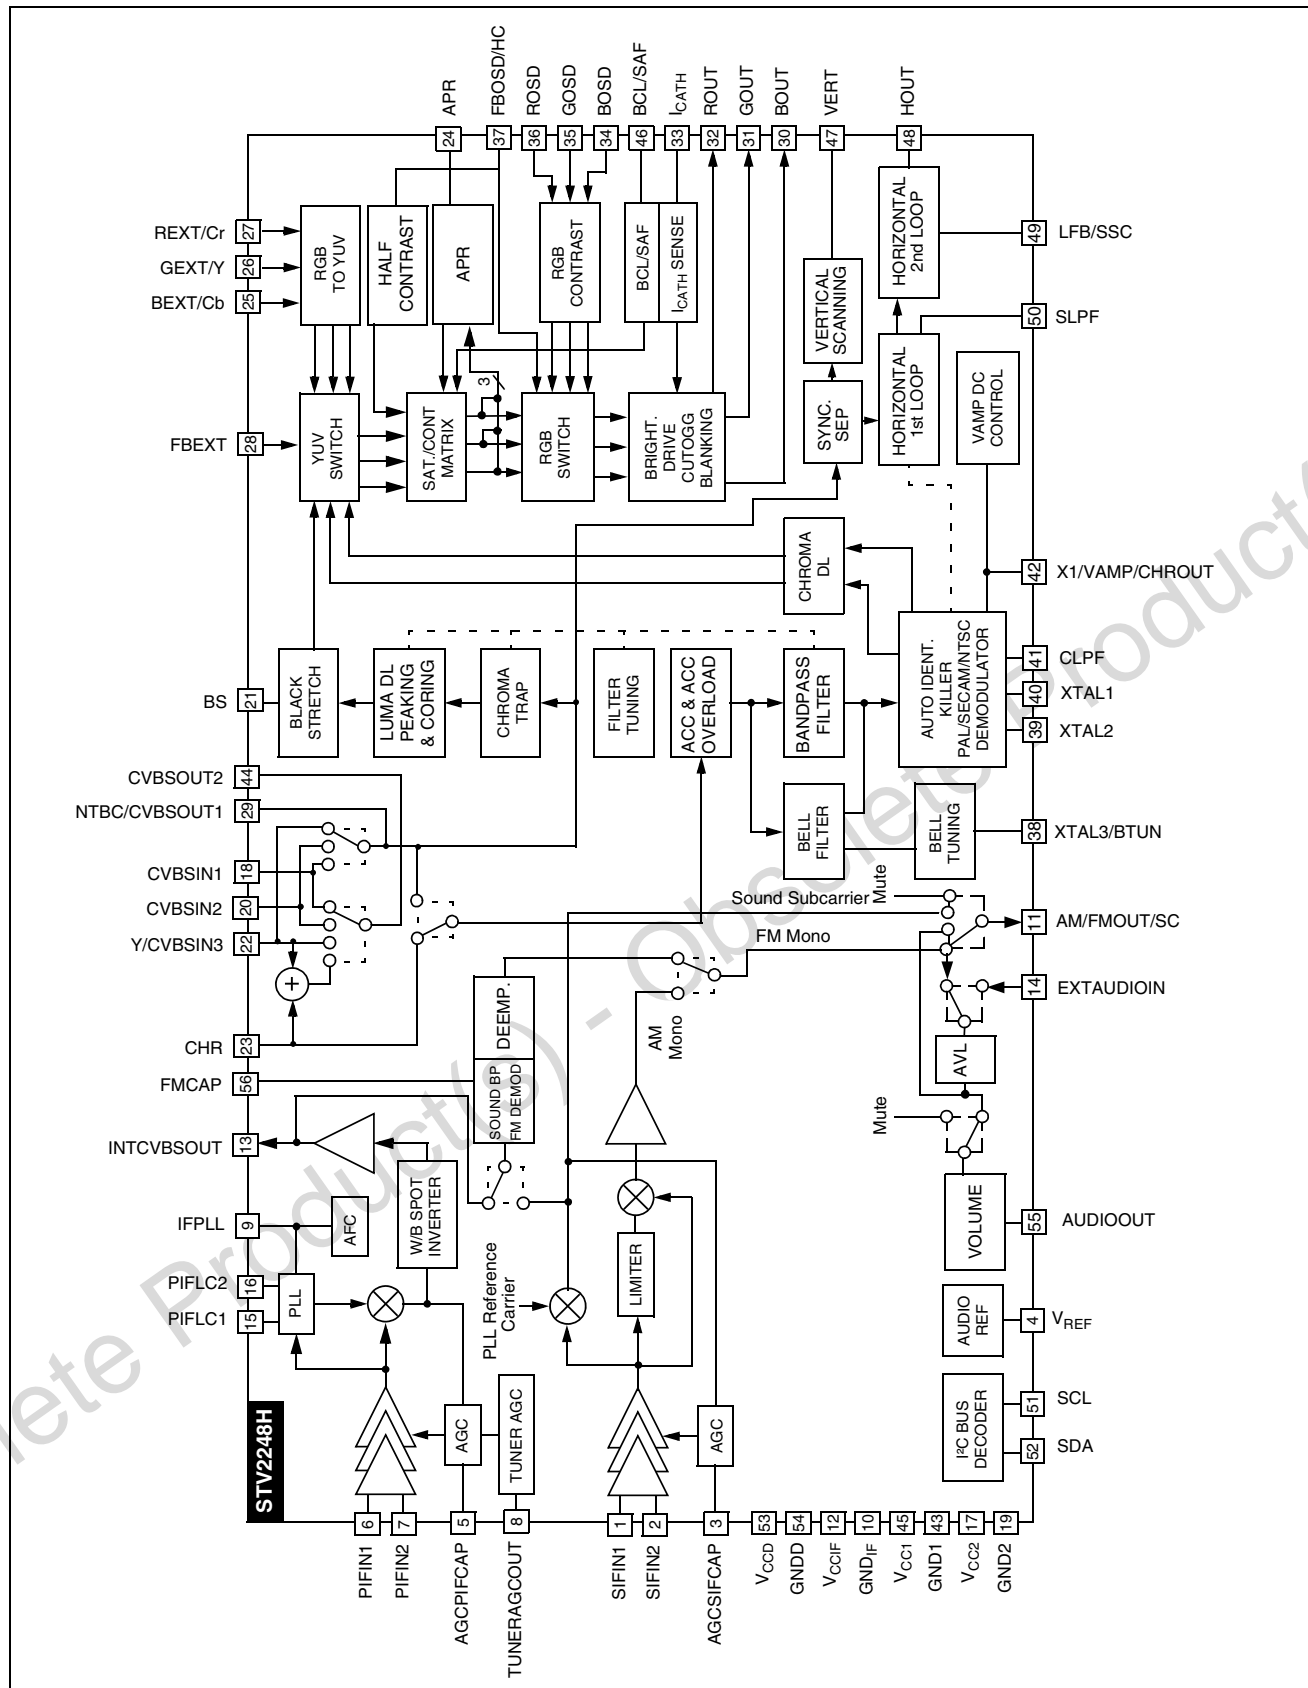 APR
FBOSD/HC
ROSD
GOSD
BOSD
BCL/SAF
ICATH
ROUT
GOUT
BOUT
VERT
HOUT
24
37
36
35
34
46
33
32
31
30
47
48
REXT/Cr
27
GEXT/Y
26
BEXT/Cb
25
RGB
TO YUV
HALF
CONTRAST
APR
RGB
CONTRAST
BCL/SAF
ICATH SENSE
VERTICAL
SCANNING
HORIZONTAL
2nd LOOP
49
LFB/SSC
50
SLPF
3
FBEXT
28
YUV
SWITCH
SAT./CONT
MATRIX
RGB
SWITCH
BRIGHT.
DRIVE
CUTOGG
BLANKING
SYNC.
SEP
HORIZONTAL
1st LOOP
VAMP DC
CONTROL
CHROMA
DL
42
X1/VAMP/CHROUT
BS
21
BLACK
STRETCH
LUMA DL
PEAKING
& CORING
CHROMA
TRAP
FILTER
TUNING
ACC & ACC
OVERLOAD
BANDPASS
FILTER
AUTO IDENT.
KILLER
PAL/SECAM/NTSC
DEMODULATOR
41
CLPF
40
XTAL1
39
XTAL2
CVBSOUT2
44
NTBC/CVBSOUT1
29
CVBSIN1
18
CVBSIN2
20
Y/CVBSIN3
22
+
CHR
23
BELL
FILTER
BELL
TUNING
38
XTAL3/BTUN
Sound Subcarrier
Mute
FM Mono
11
AM/FMOUT/SC
14
EXTAUDIOIN
FMCAP
56
DEEMP.
SOUND BP
FM DEMOD
AM
Mono
AVL
Mute
INTCVBSOUT
13
IFPLL
9
AFC
W/B SPOT
INVERTER
PIFLC2
16
PIFLC1
15
PLL
PLL Reference
Carrier
LIMITER
VOLUME
55
AUDIOOUT
AUDIO
REF
4
VREF
STV2248H
AGC
TUNER AGC
AGC
I²C BUS
DECODER
51
SCL
52
SDA
6
7
5
8
1
2
3
53
54
12
10
45
43
17
19
PIFIN1
PIFIN2
AGCPIFCAP
TUNERAGCOUT
SIFIN1
SIFIN2
AGCSIFCAP
VCCD
GNDD
VCCIF
GNDIF
VCC1
GND1
VCC2
GND2
lete Product(s) - Obsolete Product(